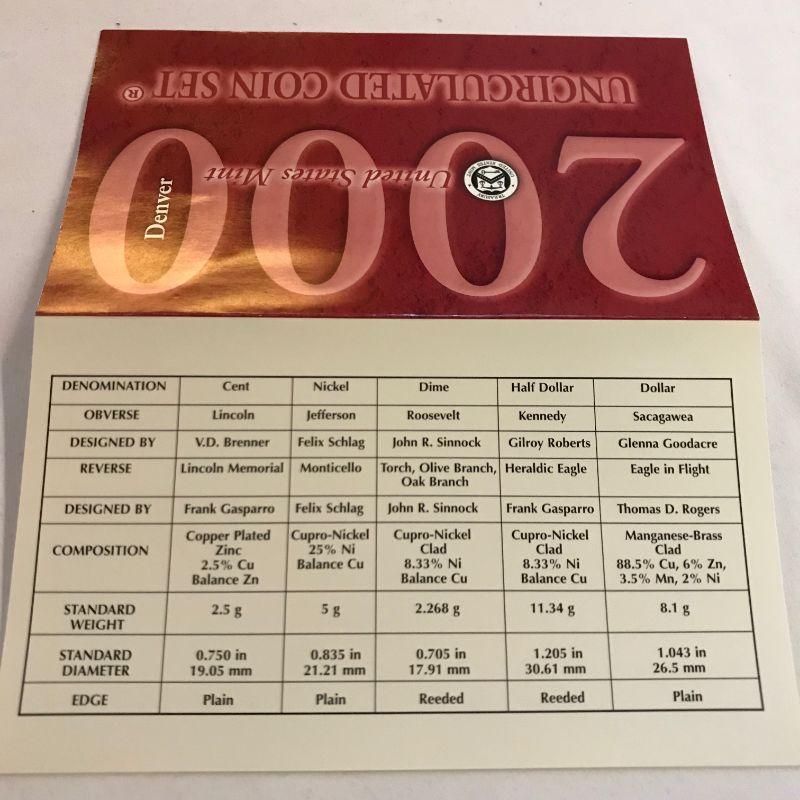 UNCIRCULATED COIN SET ®
2000
United States Mint
Denver
DENOMINATION Cent Nickel Dime Half Dollar Dollar
OBVERSE Lincoln Jefferson Roosevelt Kennedy Sacagawea
DESIGNED BY V.D. Brenner Felix Schlag John R. Sinnock Gilroy Roberts Glenna Goodacre
REVERSE Lincoln Memorial Monticello Torch, Olive Branch, Heraldic Eagle Eagle in Flight
Oak Branch
DESIGNED BY Frank Gasparro Felix Schlag John R. Sinnock Frank Gasparro Thomas D. Rogers
COMPOSITION Copper Plated Cupro-Nickel Cupro-Nickel Cupro-Nickel Manganese-Brass
Zinc 25% Ni Clad Clad Clad
2.5% Cu Balance Cu 8.33% Ni 8.33% Ni 88.5% Cu, 6% Zn,
Balance Zn Balance Cu Balance Cu 3.5% Mn, 2% Ni
STANDARD 2.5 g 5 g 2.268 g 11.34 g 8.1 g
WEIGHT
STANDARD 0.750 in 0.835 in 0.705 in 1.205 in 1.043 in
DIAMETER 19.05 mm 21.21 mm 17.91 mm 30.61 mm 26.5 mm
EDGE Plain Plain Reeded Reeded Plain